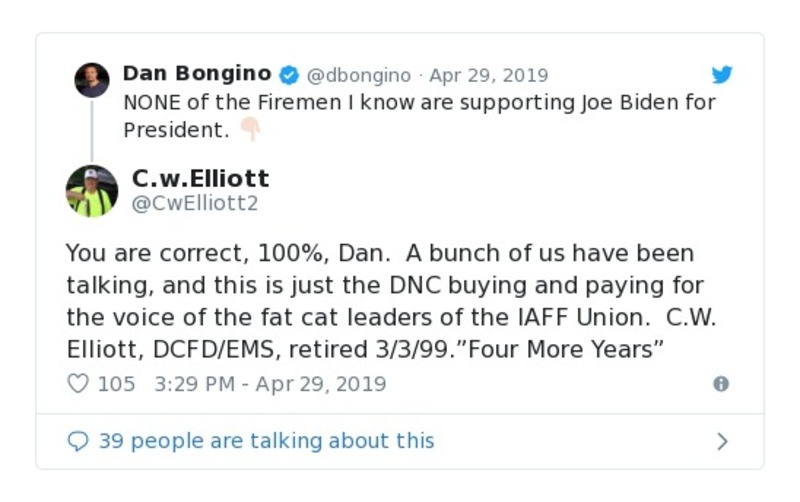 Dan Bongino @dbongino · Apr 29, 2019
NONE of the Firemen I know are supporting Joe Biden for
President. 👇🏻
C.w.Elliott
@CwElliott2
You are correct, 100%, Dan.  A bunch of us have been
talking, and this is just the DNC buying and paying for
the voice of the fat cat leaders of the IAFF Union.  C.W.
Elliott, DCFD/EMS, retired 3/3/99.”Four More Years”
105 3:29 PM - Apr 29, 2019
39 people are talking about this